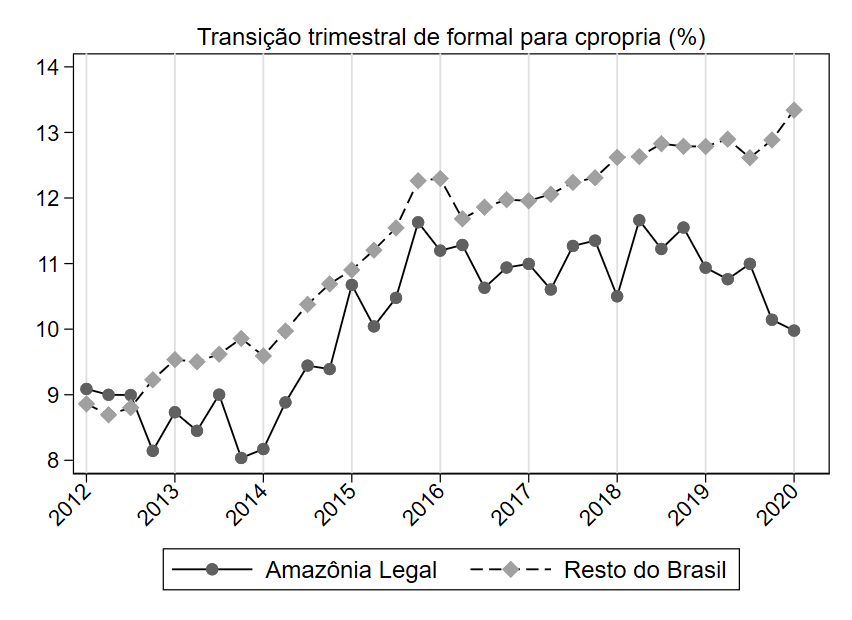 Transição trimestral de formal para cpropria (%)
14
13
12
11
10
9
8
2012 2013 2014 2015 2016 2017 2018 2019 2020
Amazônia Legal Resto do Brasil